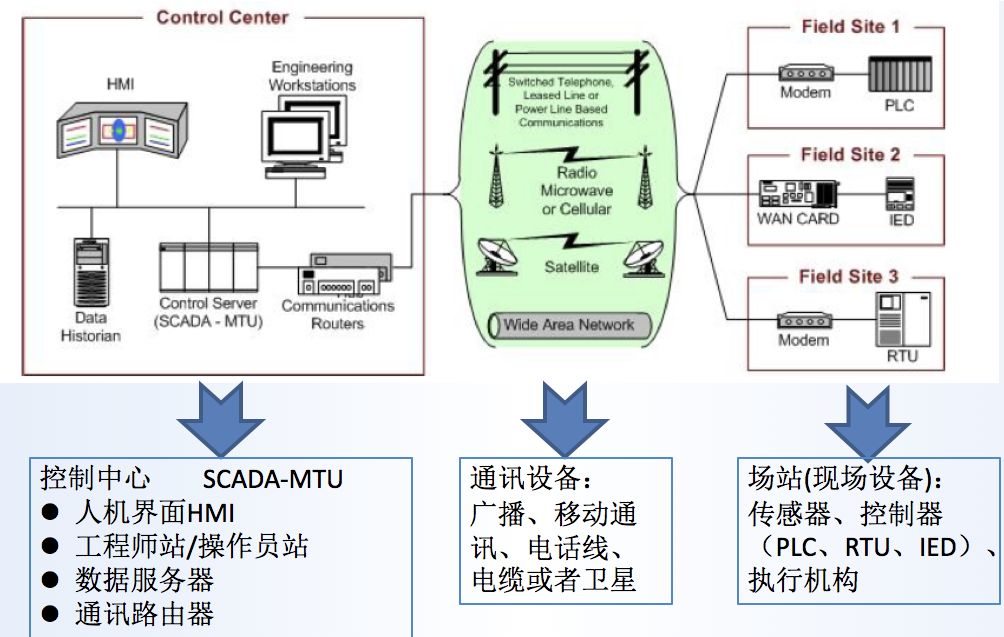 Control Center
HMI
Engineering
Workstations
Data
Historian
Control Server
(SCADA - MTU)
Communications
Routers
Switched Telephone,
Leased Line or
Power Line Based
Communications
Radio
Microwave
or Cellular
Satellite
Wide Area Network
Field Site 1
Modem
PLC
Field Site 2
WAN CARD
IED
Field Site 3
Modem
RTU
控制中心 SCADA-MTU
● 人机界面HMI
● 工程师站/操作员站
● 数据服务器
● 通讯路由器
通讯设备：
广播、移动通
讯、电话线、
电缆或者卫星
场站(现场设备)：
传感器、控制器
（PLC、RTU、IED）、
执行机构